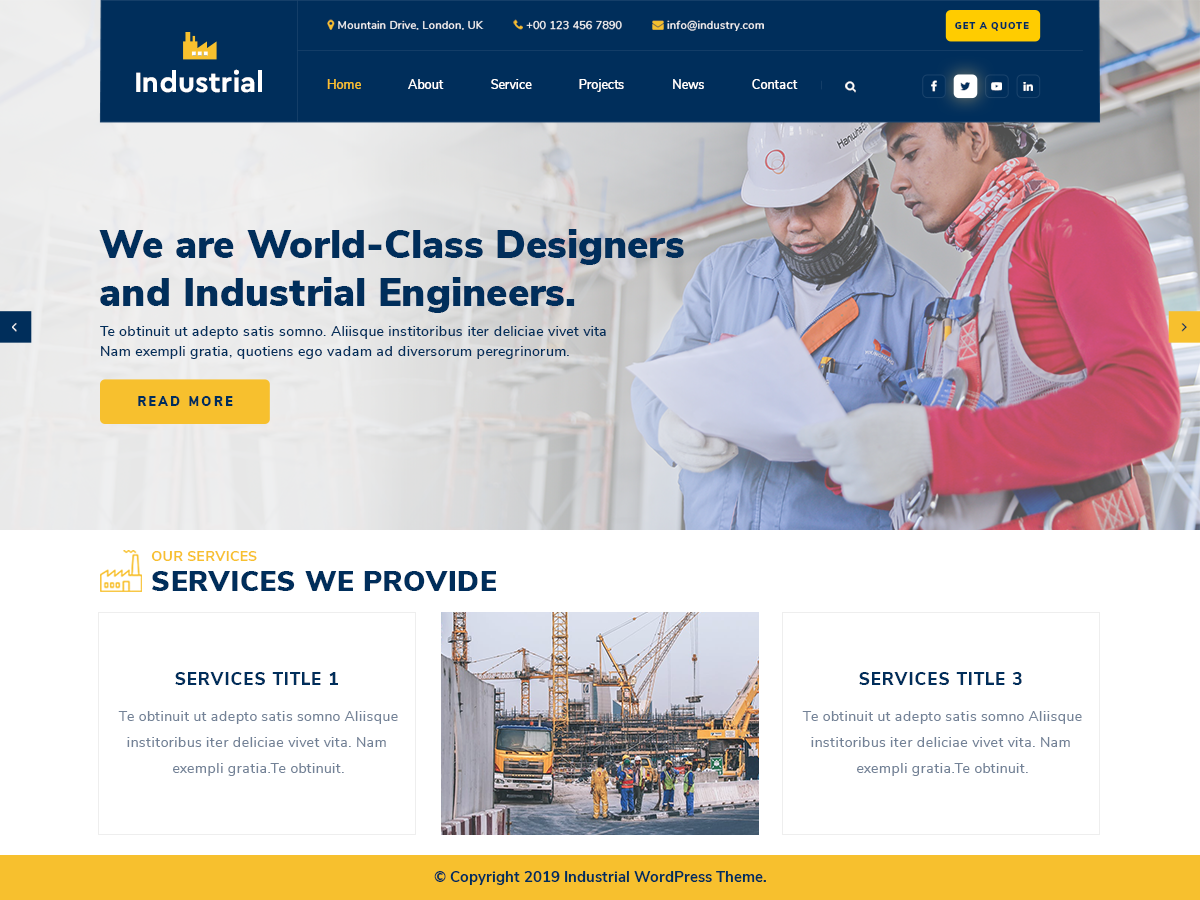 Industrial
Mountain Drive, London, UK
+00 123 456 7890
info@industry.com
GET A QUOTE
Home
About
Service
Projects
News
Contact
We are World-Class Designers
and Industrial Engineers.
Te obtinuit ut adepto satis somno. Aliisque institoribus iter deliciae vivet vita
Nam exempli gratia, quotiens ego vadam ad diversorum peregrinorum.
READ MORE
OUR SERVICES
SERVICES WE PROVIDE
SERVICES TITLE 1
Te obtinuit ut adepto satis somno Aliisque
institoribus iter deliciae vivet vita. Nam
exempli gratia.Te obtinuit.
SERVICES TITLE 3
Te obtinuit ut adepto satis somno Aliisque
institoribus iter deliciae vivet vita. Nam
exempli gratia.Te obtinuit.
© Copyright 2019 Industrial WordPress Theme.